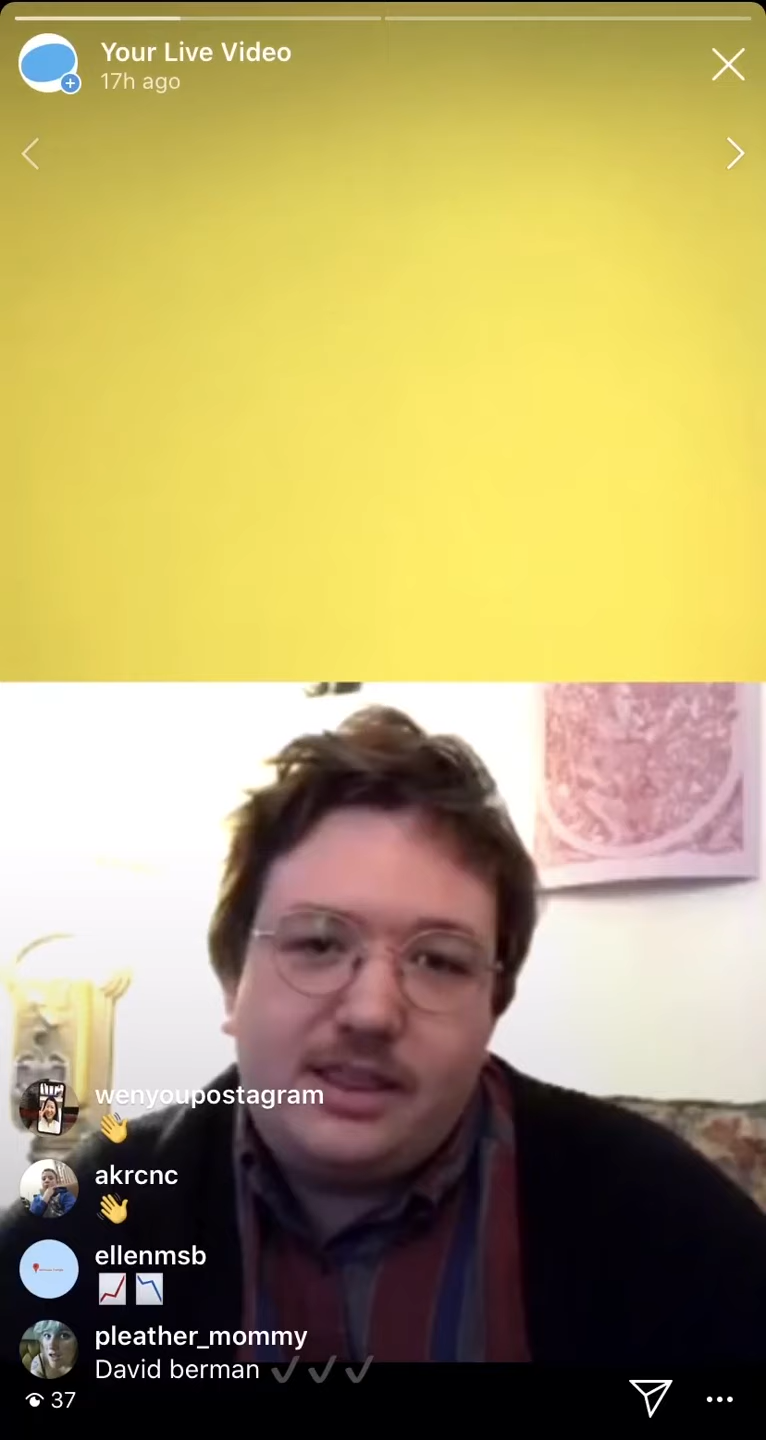 Your Live Video
17h ago
wenyoupostagram
👋
akrcnc
👋
ellenmsb
📈 📉
pleather_mommy
David berman ✔️✔️✔️
37